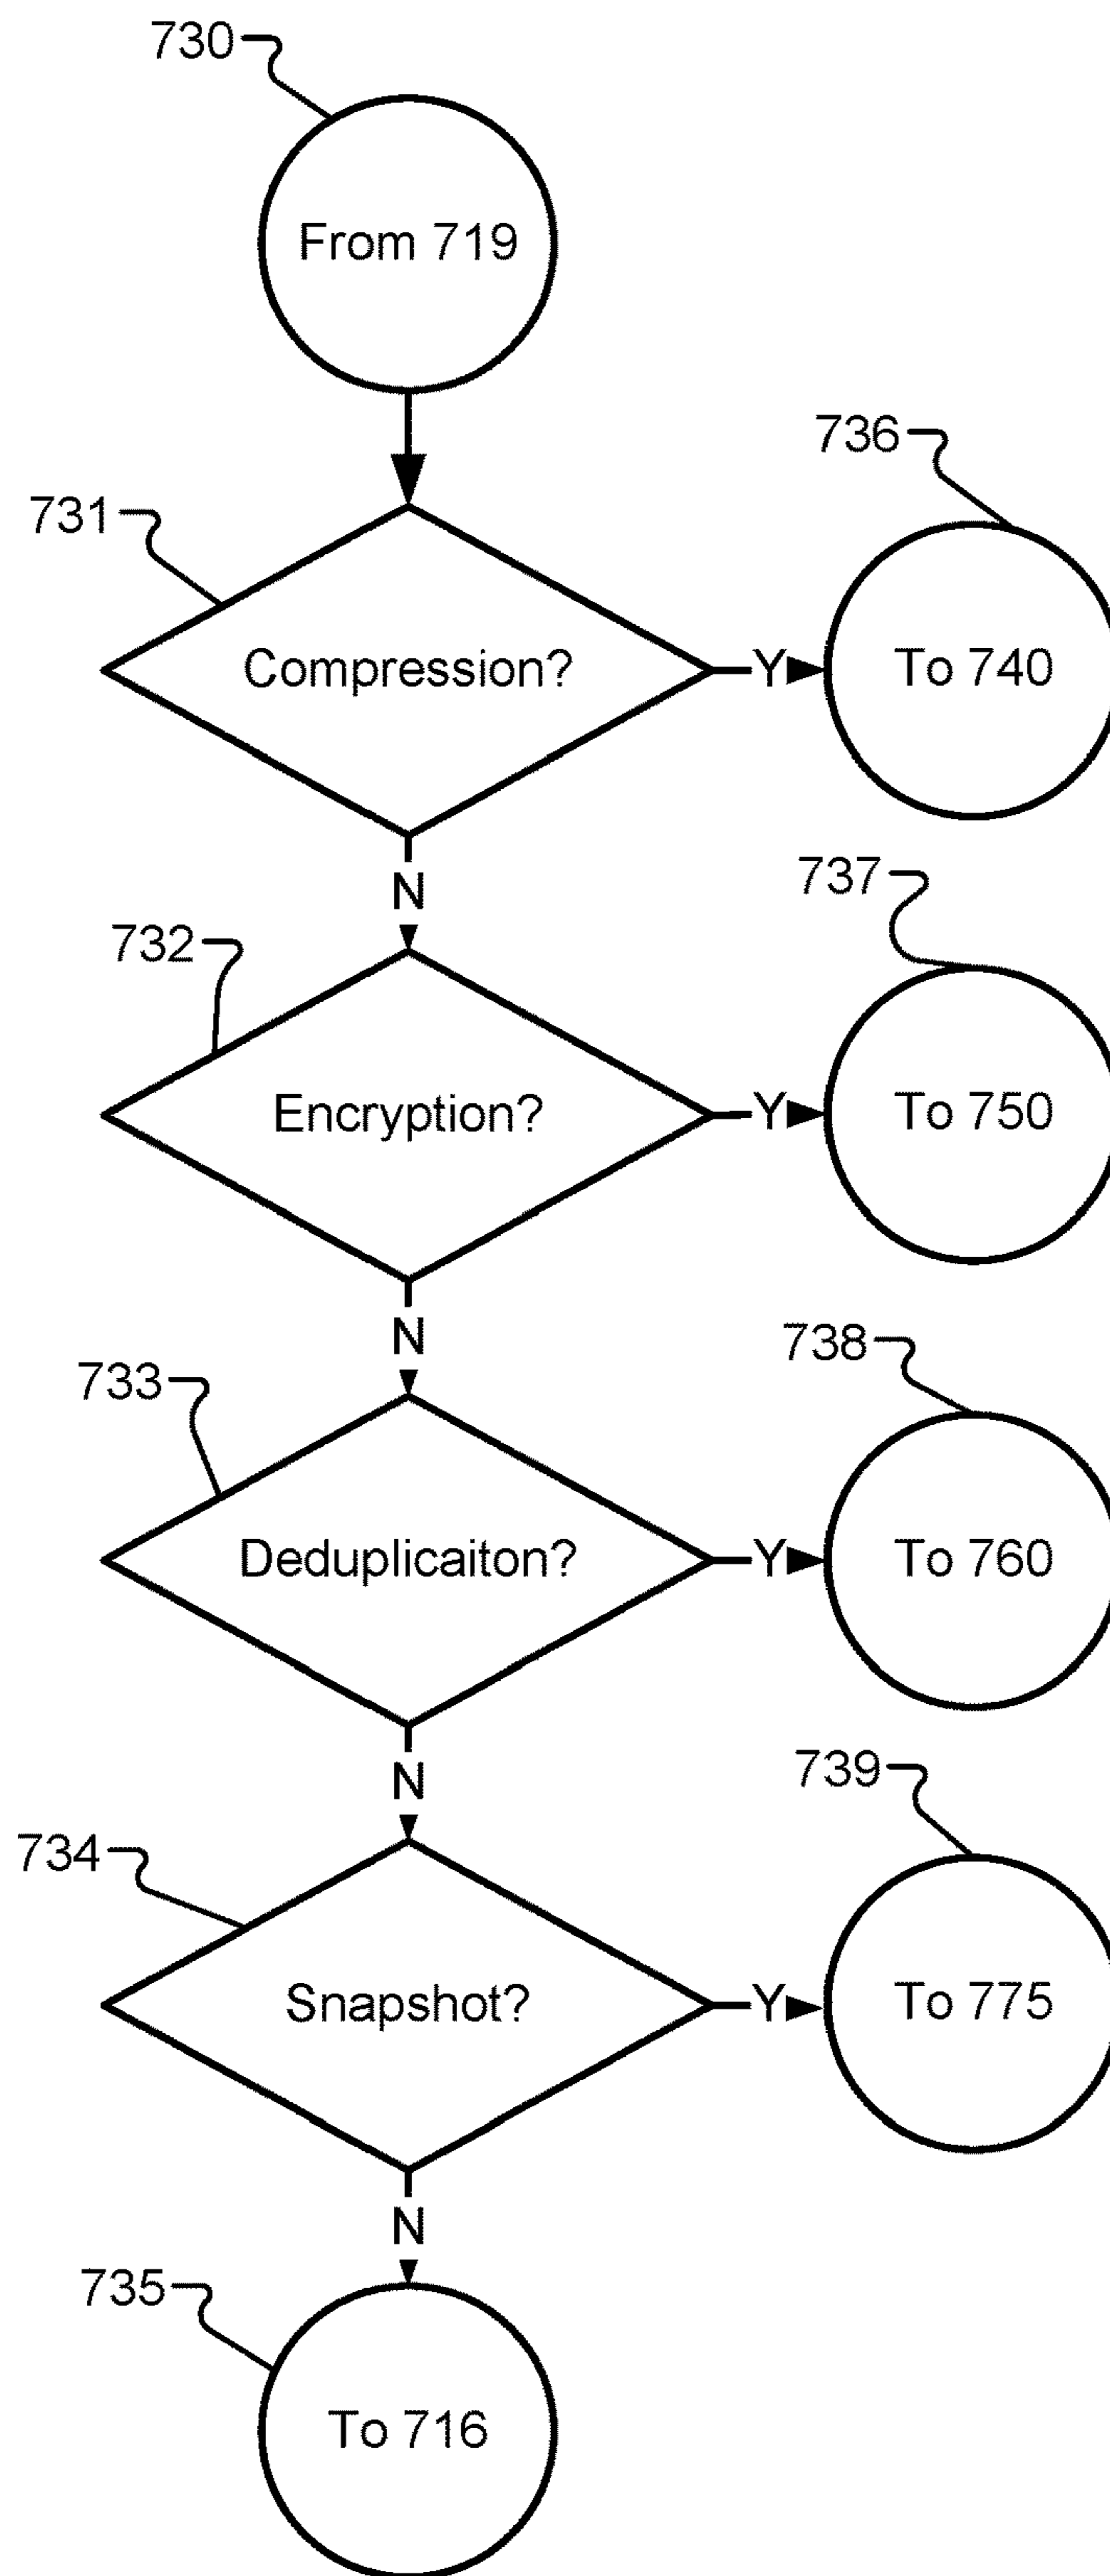 730
From 719
736
731
Compression?
Y
To 740
N
737
732
Encryption?
Y
To 750
N
738
733
Deduplicaiton?
Y
To 760
N
739
734
Snapshot?
Y
To 775
N
735
To 716